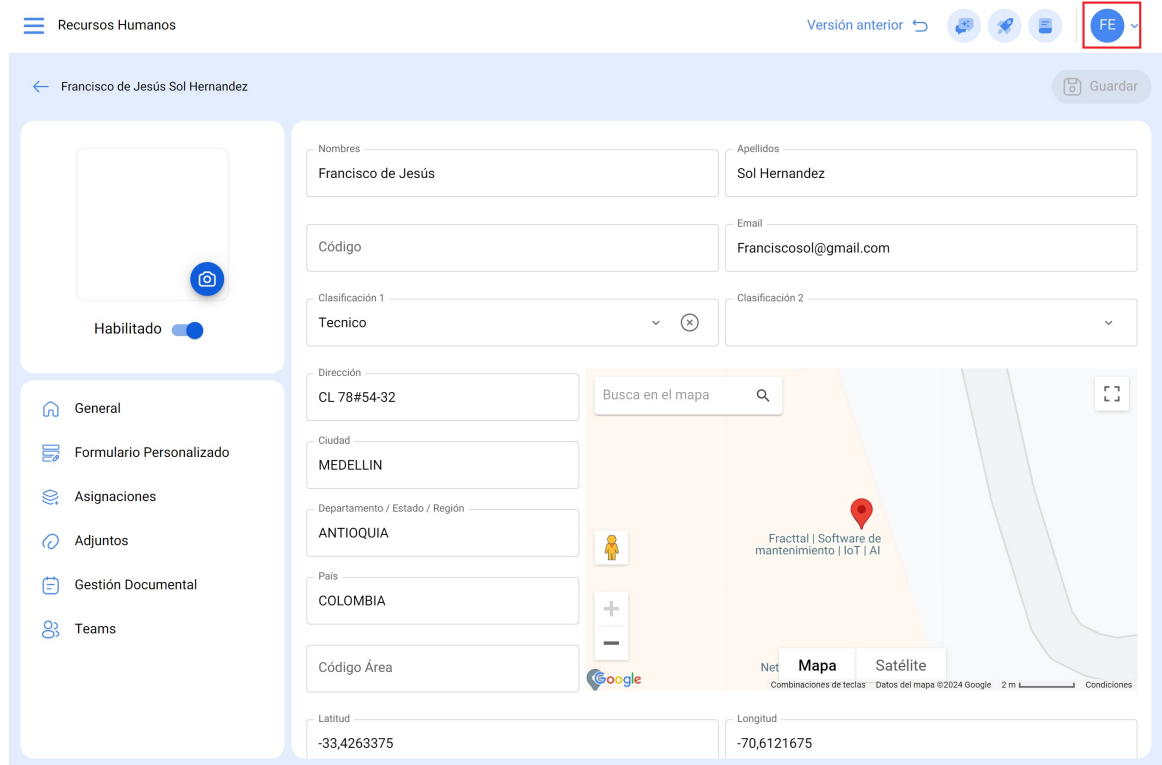 Recursos Humanos
Versión anterior
FE
Francisco de Jesús Sol Hernandez
Guardar
Habilitado
General
Formulario Personalizado
Asignaciones
Adjuntos
Gestión Documental
Teams
Nombres
Francisco de Jesús
Apellidos
Sol Hernandez
Código
Email
Franciscosol@gmail.com
Clasificación 1
Tecnico
Clasificación 2
Dirección
CL 78#54-32
Ciudad
MEDELLIN
Departamento / Estado / Región
ANTIOQUIA
País
COLOMBIA
Código Área
Busca en el mapa
Fracttal | Software de
mantenimiento | IoT | AI
Net
Mapa
Satélite
Google
Combinaciones de teclas
Datos del mapa ©2024 Google
2 m
Condiciones
Latitud
-33,4263375
Longitud
-70,6121675